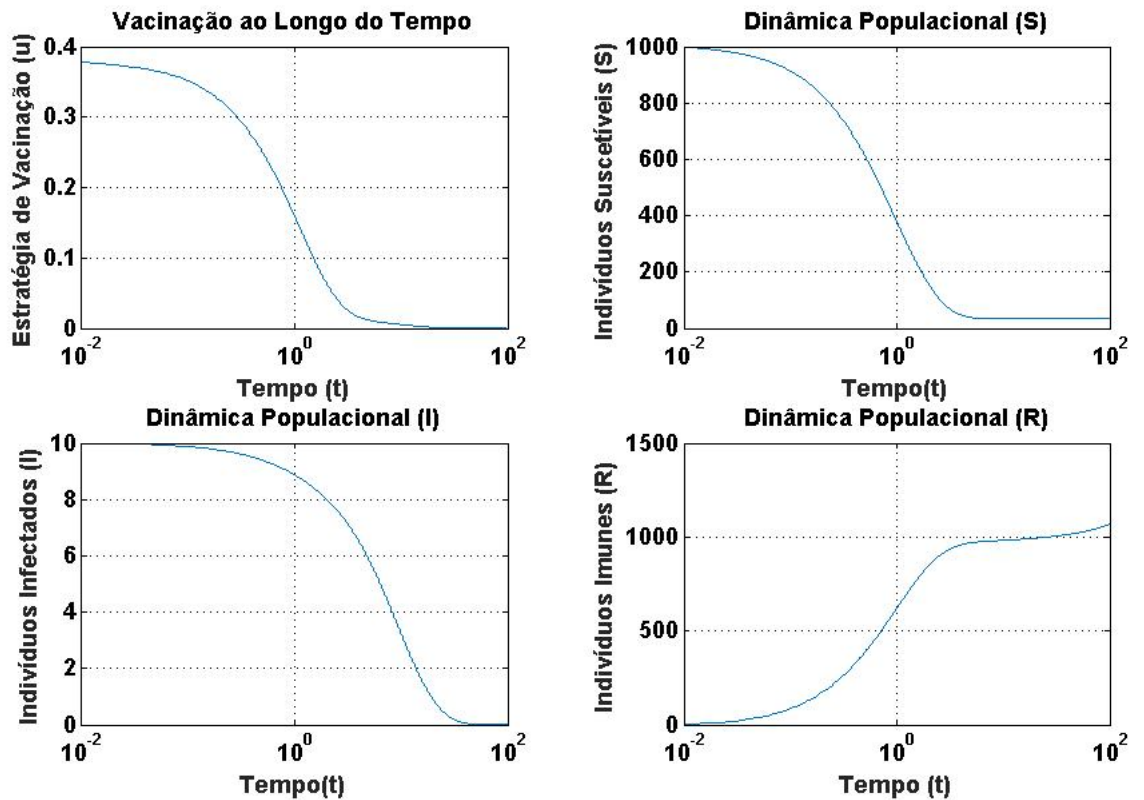 Vacinação ao Longo do Tempo
Estratégia de Vacinação (u)
0.4
0.3
0.2
0.1
0
10^-2
10^0
10^2
Tempo (t)
Dinâmica Populacional (S)
Indivíduos Suscetíveis (S)
1000
800
600
400
200
0
10^-2
10^0
10^2
Tempo(t)
Dinâmica Populacional (I)
Indivíduos Infectados (I)
10
8
6
4
2
0
10^-2
10^0
10^2
Tempo(t)
Dinâmica Populacional (R)
Indivíduos Imunes (R)
1500
1000
500
0
10^-2
10^0
10^2
Tempo (t)